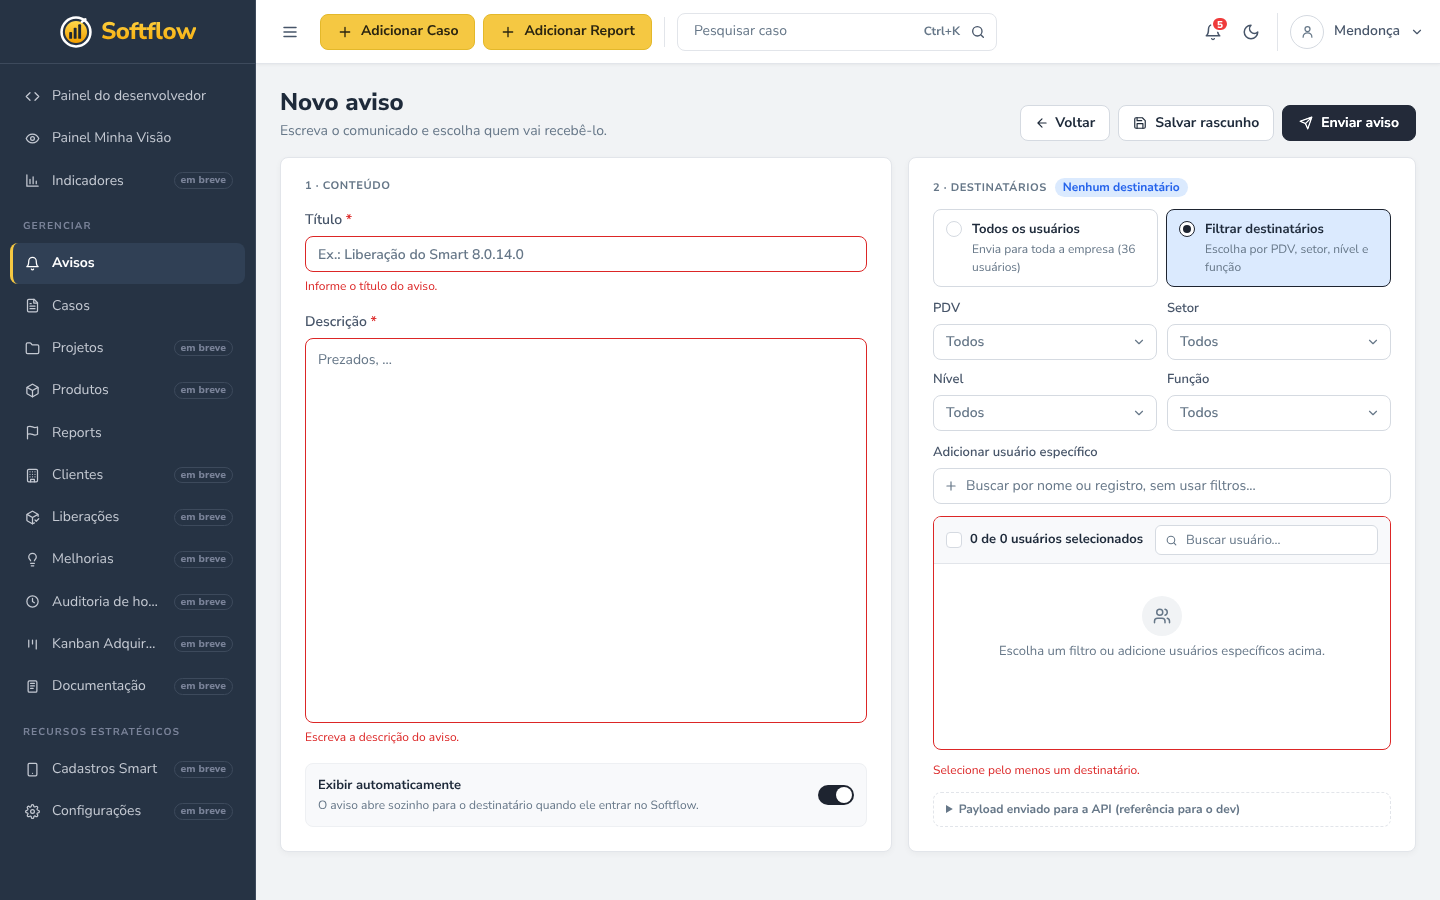 Softflow
Adicionar Caso
Adicionar Report
Pesquisar caso
Ctrl+K
5
Mendonça
Painel do desenvolvedor
Painel Minha Visão
Indicadores
em breve
GERENCIAR
Avisos
Casos
Projetos
em breve
Produtos
em breve
Reports
Clientes
em breve
Liberações
em breve
Melhorias
em breve
Auditoria de ho...
em breve
Kanban Adquir...
em breve
Documentação
em breve
RECURSOS ESTRATÉGICOS
Cadastros Smart
em breve
Configurações
em breve
Novo aviso
Escreva o comunicado e escolha quem vai recebê-lo.
Voltar
Salvar rascunho
Enviar aviso
1 · CONTEÚDO
Título *
Ex.: Liberação do Smart 8.0.14.0
Informe o título do aviso.
Descrição *
Prezados, ...
Escreva a descrição do aviso.
Exibir automaticamente
O aviso abre sozinho para o destinatário quando ele entrar no Softflow.
2 · DESTINATÁRIOS
Nenhum destinatário
Todos os usuários
Envia para toda a empresa (36
usuários)
Filtrar destinatários
Escolha por PDV, setor, nível e
função
PDV
Setor
Todos
Todos
Nível
Função
Todos
Todos
Adicionar usuário específico
Buscar por nome ou registro, sem usar filtros...
0 de 0 usuários selecionados
Buscar usuário...
Escolha um filtro ou adicione usuários específicos acima.
Selecione pelo menos um destinatário.
Payload enviado para a API (referência para o dev)